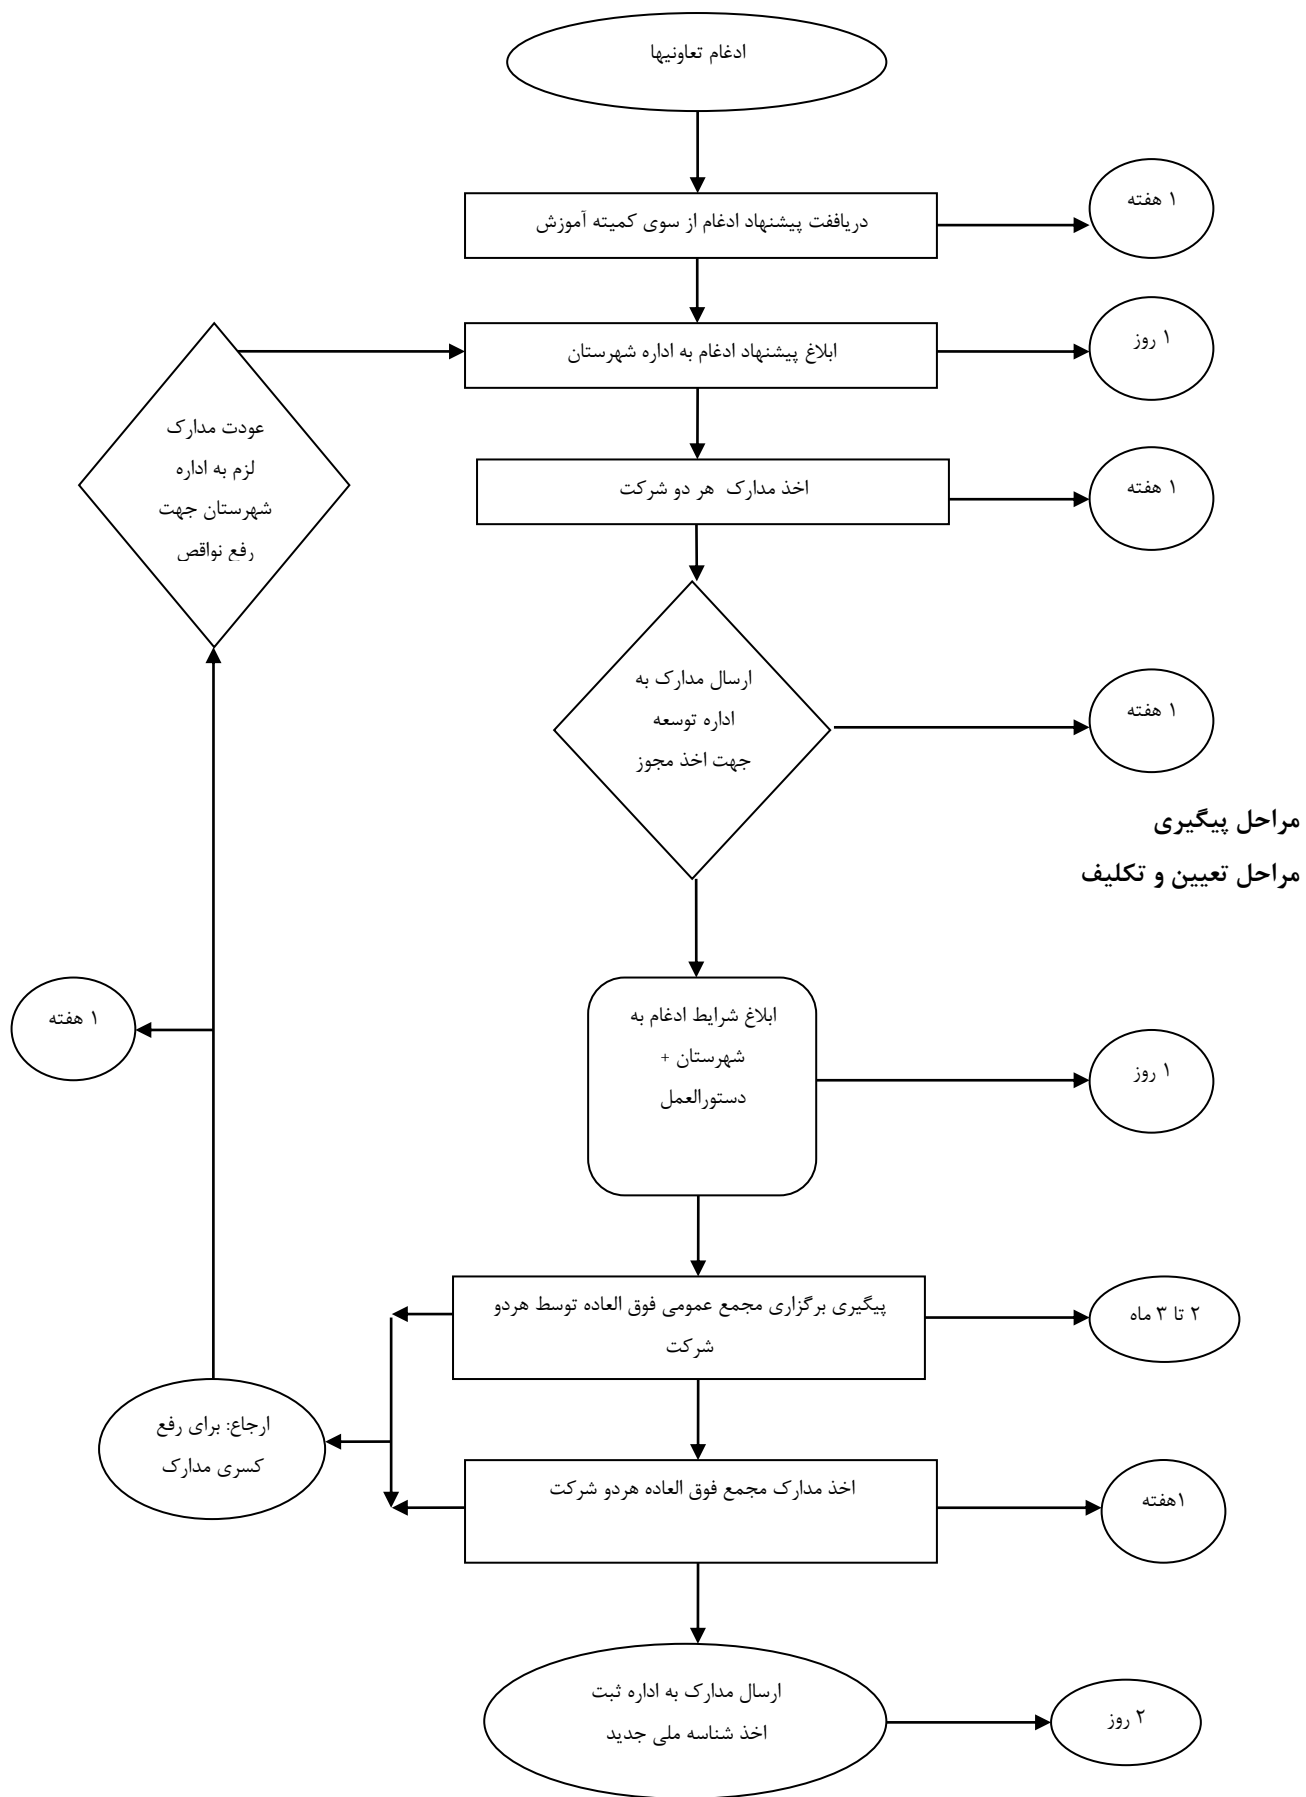 ادغام تعاونیها
دریاففت پیشنهاد ادغام از سوی کمیته آموزش
۱ هفته
ابلاغ پیشنهاد ادغام به اداره شهرستان
۱ روز
عودت مدارک
لزم به اداره
شهرستان جهت
رفع نواقص
اخذ مدارک هر دو شرکت
۱ هفته
ارسال مدارک به
اداره توسعه
جهت اخذ مجوز
۱ هفته
مراحل پیگیری
مراحل تعیین و تکلیف
ابلاغ شرایط ادغام به
شهرستان +
دستورالعمل
۱ روز
۱ هفته
پیگیری برگزاری مجمع عمومی فوق العاده توسط هردو
شرکت
۲ تا ۳ ماه
ارجاع: برای رفع
کسری مدارک
اخذ مدارک مجمع فوق العاده هردو شرکت
۱هفته
ارسال مدارک به اداره ثبت
اخذ شناسه ملی جدید
۲ روز